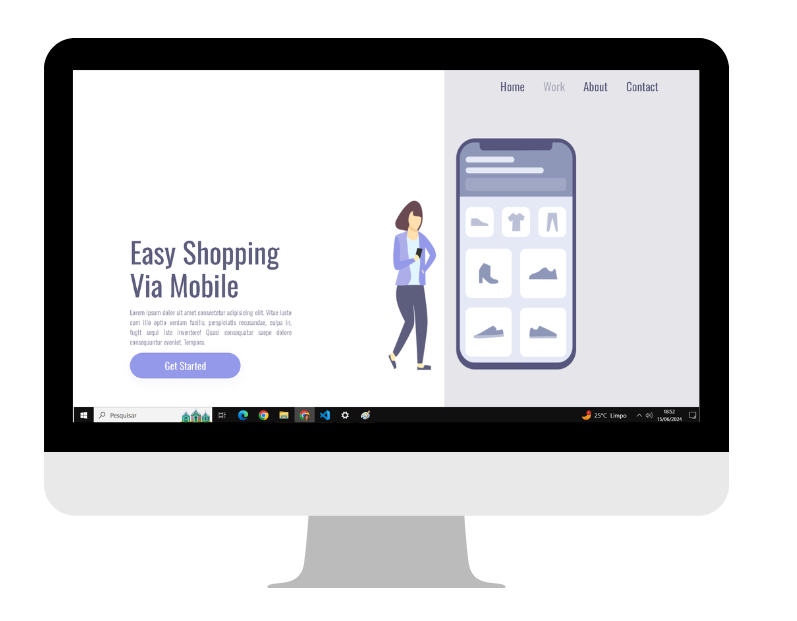 Home Work About Contact
Easy Shopping
Via Mobile
Lorem ipsum dolor sit amet consectetur adipisicing elit. Vitae iusto
cum illo optio veniam facilis, perspiciatis recusandae, culpa in,
fugit sequi iste inventore! Quasi consequatur saepe dolore
consequuntur eveniet. Tempora.
Get Started
Pesquisar
25°C Limpo
18:52
15/06/2024